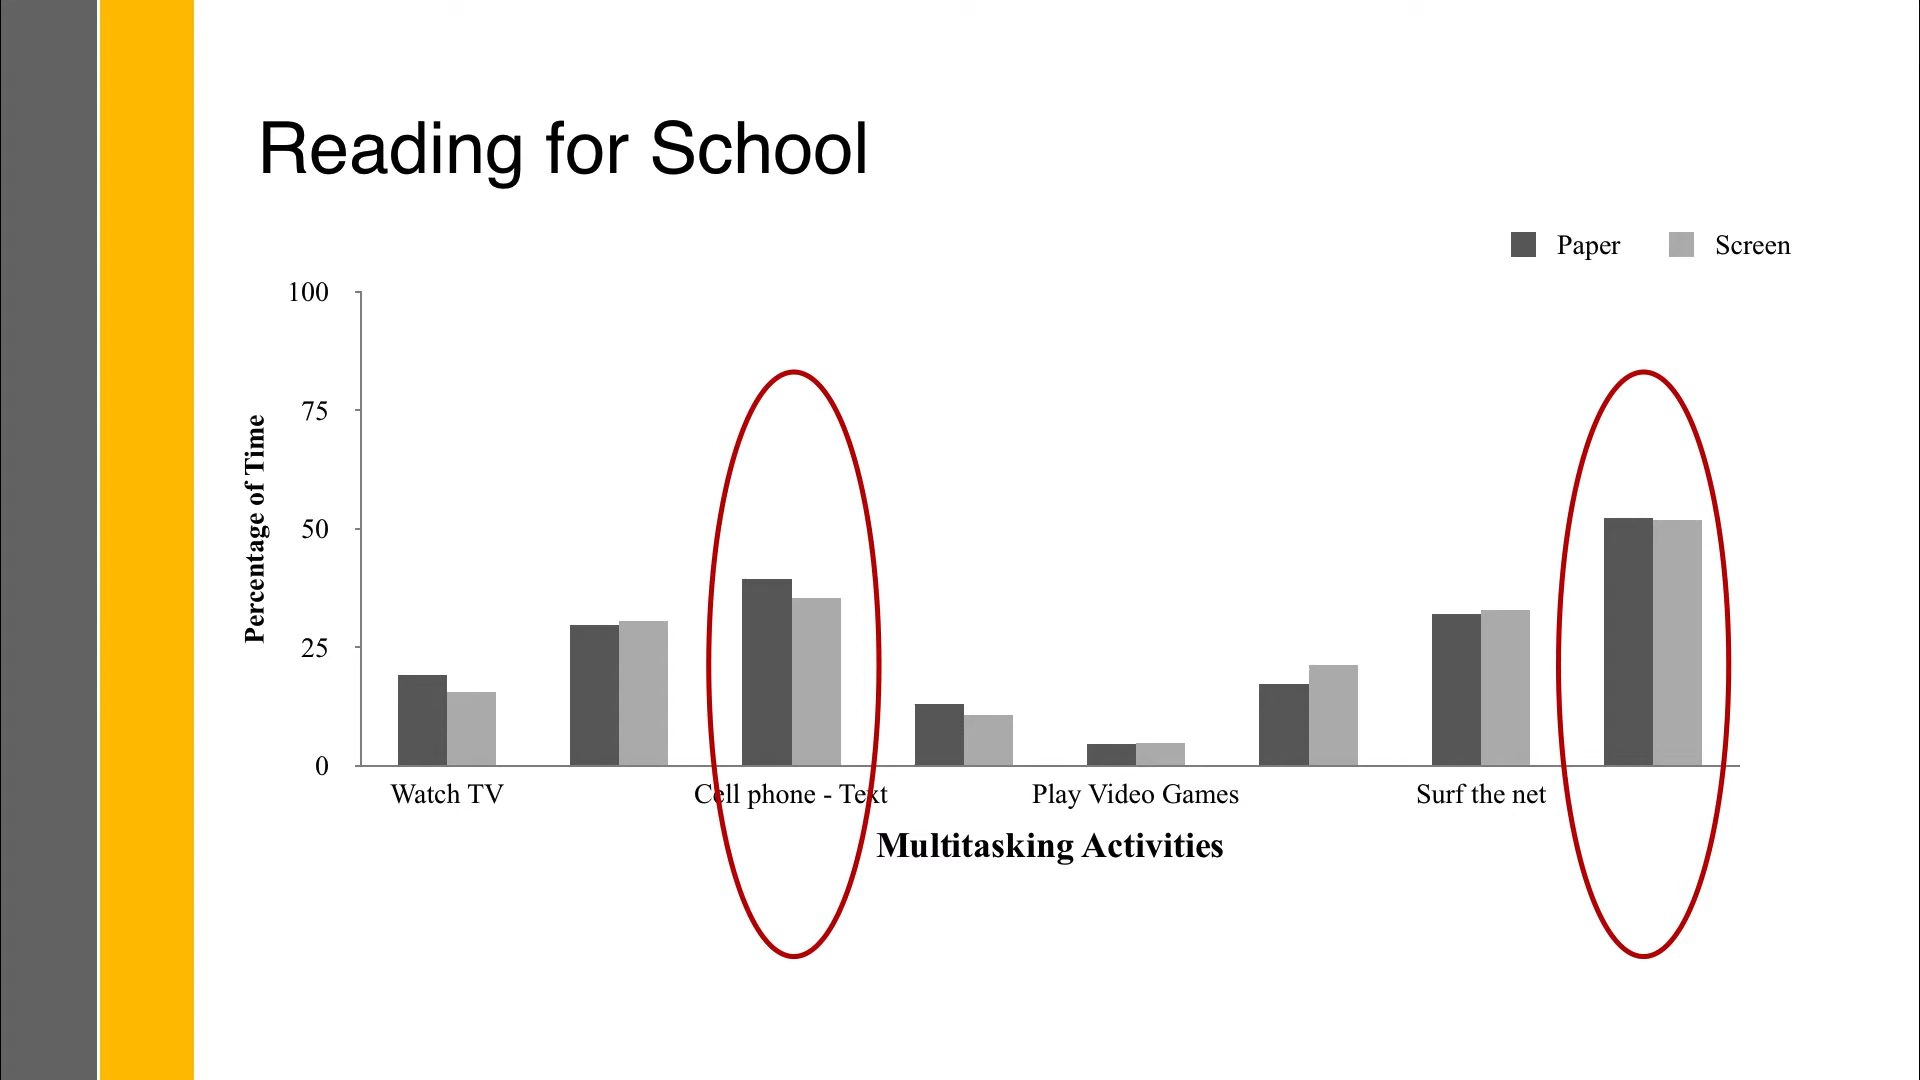 Reading for School
Paper Screen
100
75
50
25
0
Percentage of Time
Watch TV Cell phone - Text Play Video Games Surf the net
Multitasking Activities